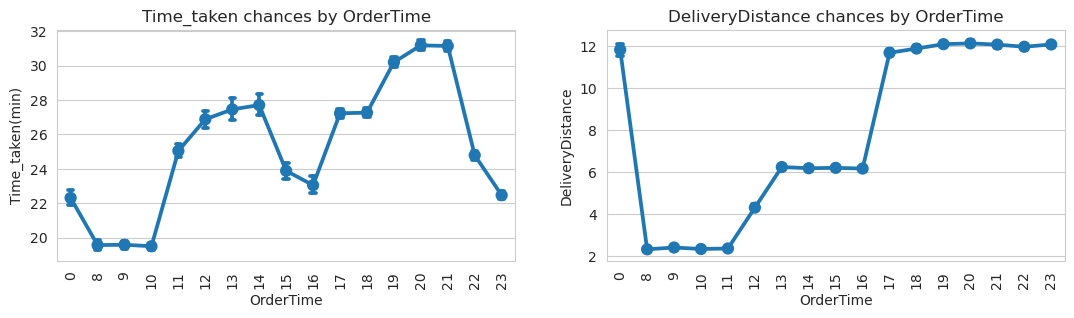 Time_taken chances by OrderTime
Time_taken(min)
32
30
28
26
24
22
20
0 8 9 10 11 12 13 14 15 16 17 18 19 20 21 22 23
OrderTime
DeliveryDistance chances by OrderTime
DeliveryDistance
12
10
8
6
4
2
0 8 9 10 11 12 13 14 15 16 17 18 19 20 21 22 23
OrderTime